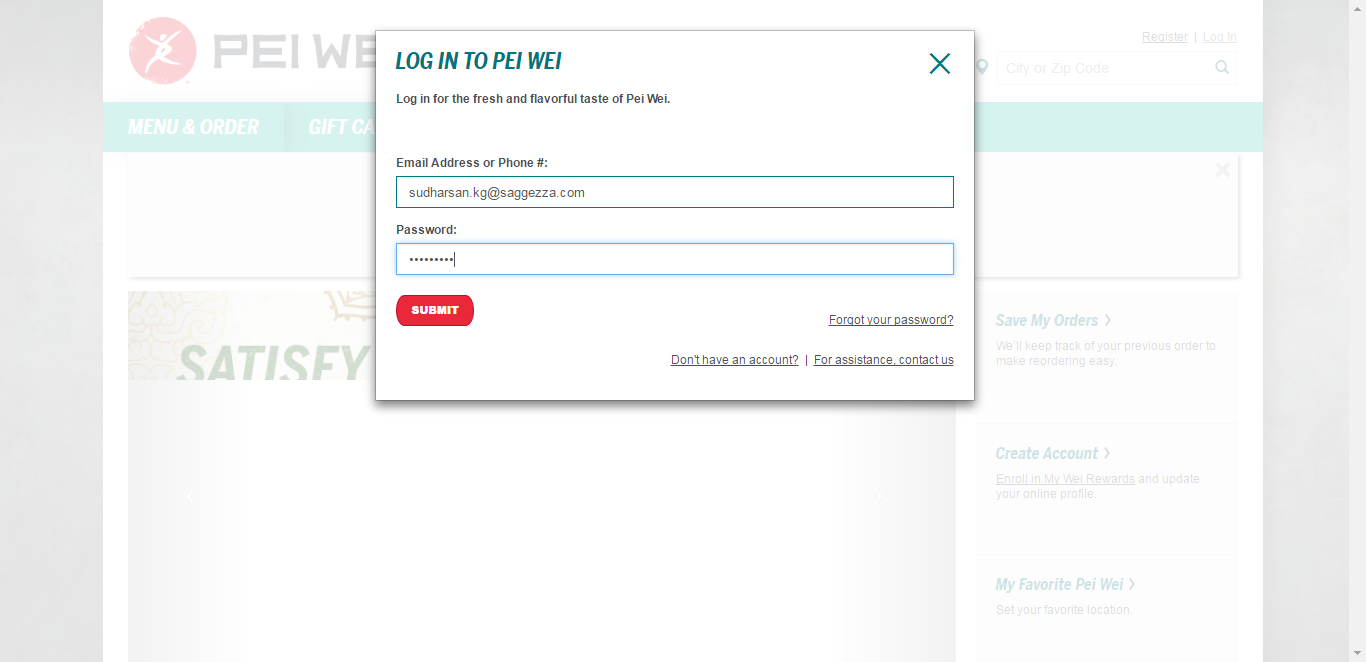 PEI WE
Register | Log In
City or Zip Code
MENU & ORDER
GIFT CA
LOG IN TO PEI WEI
Log in for the fresh and flavorful taste of Pei Wei.
Email Address or Phone #:
sudharsan.kg@saggezza.com
Password:
•••••••••
SUBMIT
Forgot your password?
Don't have an account? | For assistance, contact us
SATISFY
Save My Orders
We'll keep track of your previous order to
make reordering easy.
Create Account
Enroll in My Wei Rewards and update
your online profile.
My Favorite Pei Wei
Set your favorite location.